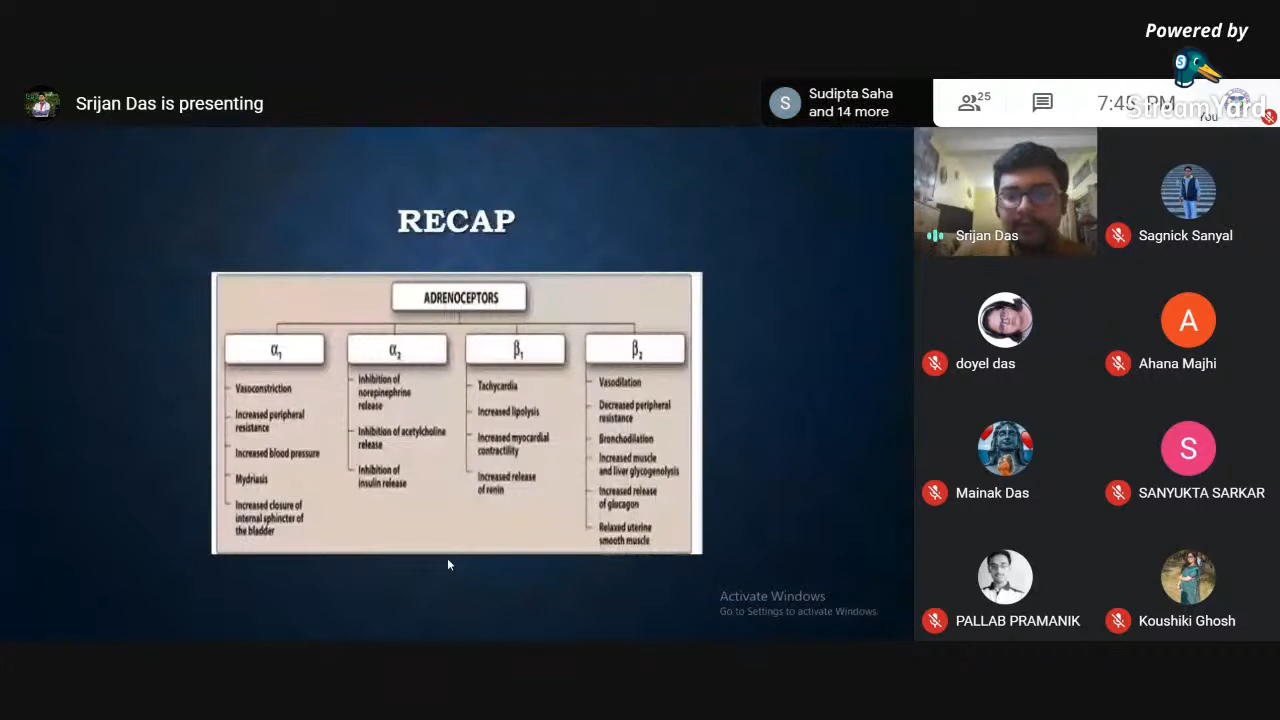 Powered by
StreamYard
Srijan Das is presenting
S
Sudipta Saha
and 14 more
25
You
RECAP
ADRENOCEPTORS
α1
Vasoconstriction
Increased peripheral
resistance
Increased blood pressure
Mydriasis
Increased closure of
internal sphincter of
the bladder
α2
Inhibition of
norepinephrine
release
Inhibition of acetylcholine
release
Inhibition of
insulin release
β1
Tachycardia
Increased lipolysis
Increased myocardial
contractility
Increased release
of renin
β2
Vasodilation
Decreased peripheral
resistance
Bronchodilation
Increased muscle
and liver glycogenolysis
Increased release
of glucagon
Relaxed uterine
smooth muscle
Activate Windows
Go to Settings to activate Windows.
Srijan Das
Sagnick Sanyal
doyel das
A
Ahana Majhi
Mainak Das
S
SANYUKTA SARKAR
PALLAB PRAMANIK
Koushiki Ghosh